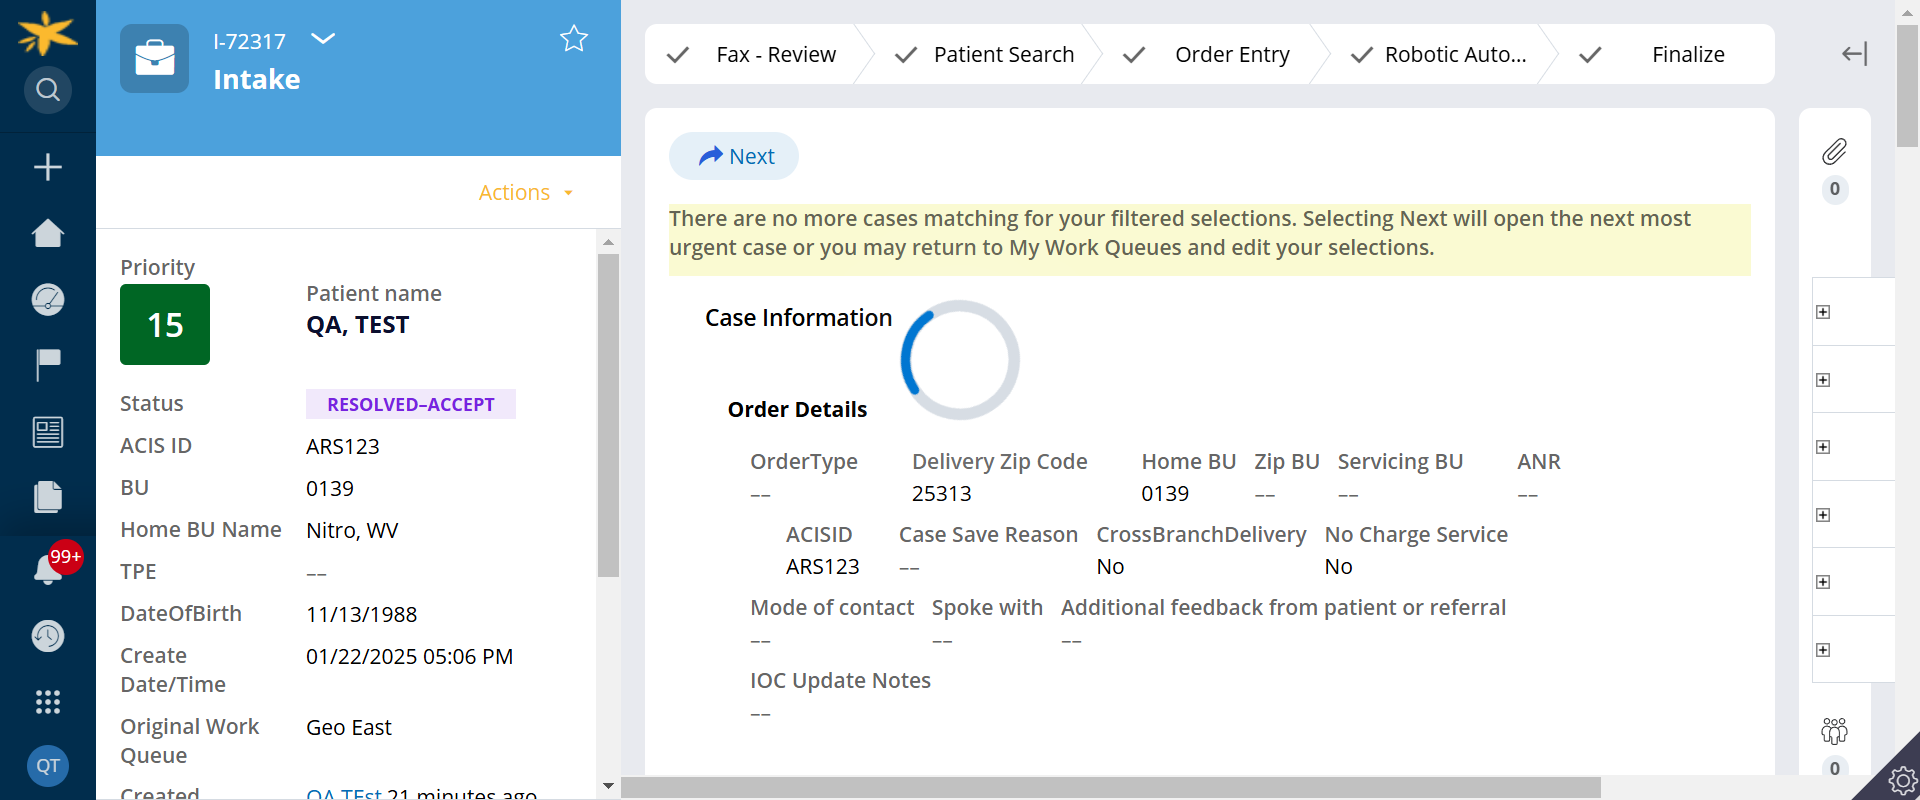 I-72317
Intake
Actions
Priority
15
Patient name
QA, TEST
Status
RESOLVED–ACCEPT
ACIS ID
ARS123
BU
0139
Home BU Name
Nitro, WV
TPE
––
DateOfBirth
11/13/1988
Create
Date/Time
01/22/2025 05:06 PM
Original Work
Queue
Geo East
Created
QA TEst 21 minutes ago
99+
QT
Fax - Review
Patient Search
Order Entry
Robotic Auto...
Finalize
Next
There are no more cases matching for your filtered selections. Selecting Next will open the next most
urgent case or you may return to My Work Queues and edit your selections.
Case Information
Order Details
OrderType Delivery Zip Code Home BU Zip BU Servicing BU ANR
–– 25313 0139 –– –– ––
ACISID Case Save Reason CrossBranchDelivery No Charge Service
ARS123 –– No No
Mode of contact Spoke with Additional feedback from patient or referral
–– –– ––
IOC Update Notes
––
0
0